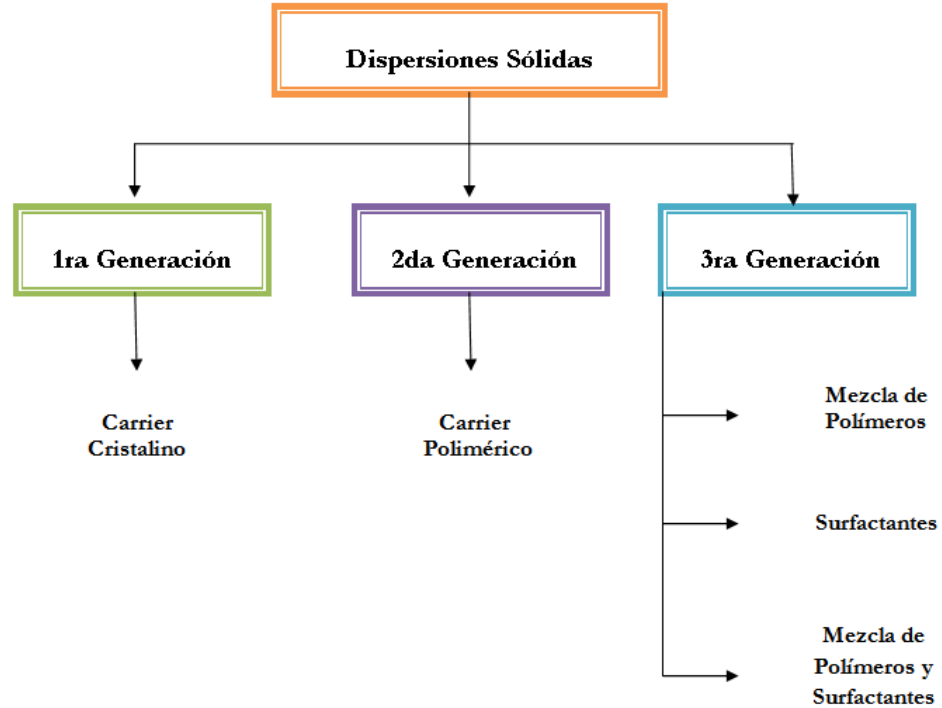 Dispersiones Sólidas
1ra Generación
2da Generación
3ra Generación
Carrier
Cristalino
Carrier
Polimérico
Mezcla de
Polímeros
Surfactantes
Mezcla de
Polímeros y
Surfactantes